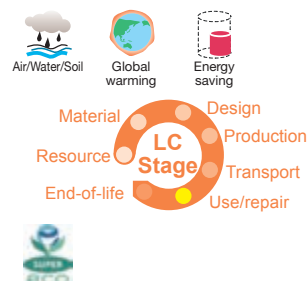 Air/Water/Soil
Global
warming
Energy
saving
Design
Material
Production
LC
Stage
Resource
Transport
End-of-life
Use/repair
SUPER
eco